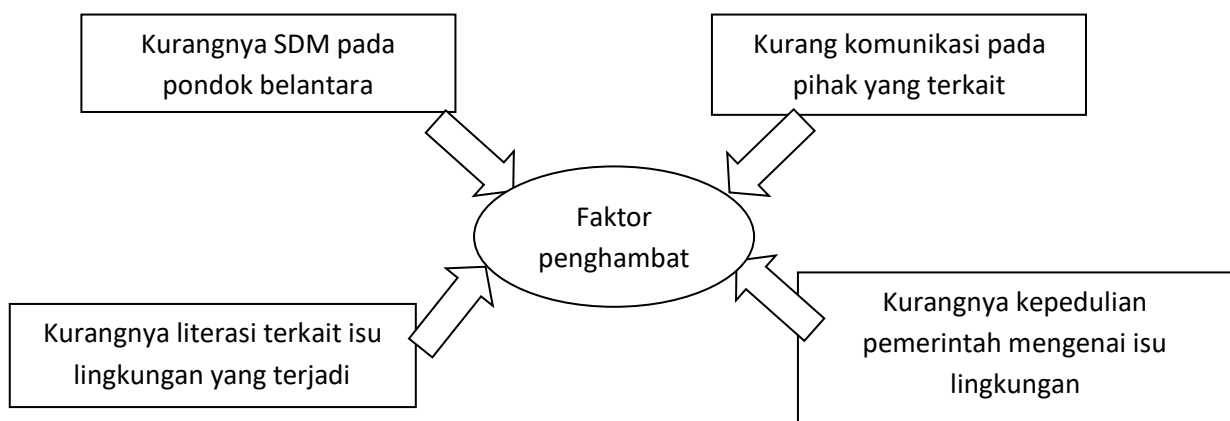 Kurangnya SDM pada
pondok belantara
Kurang komunikasi pada
pihak yang terkait
Faktor
penghambat
Kurangnya literasi terkait isu
lingkungan yang terjadi
Kurangnya kepedulian
pemerintah mengenai isu
lingkungan